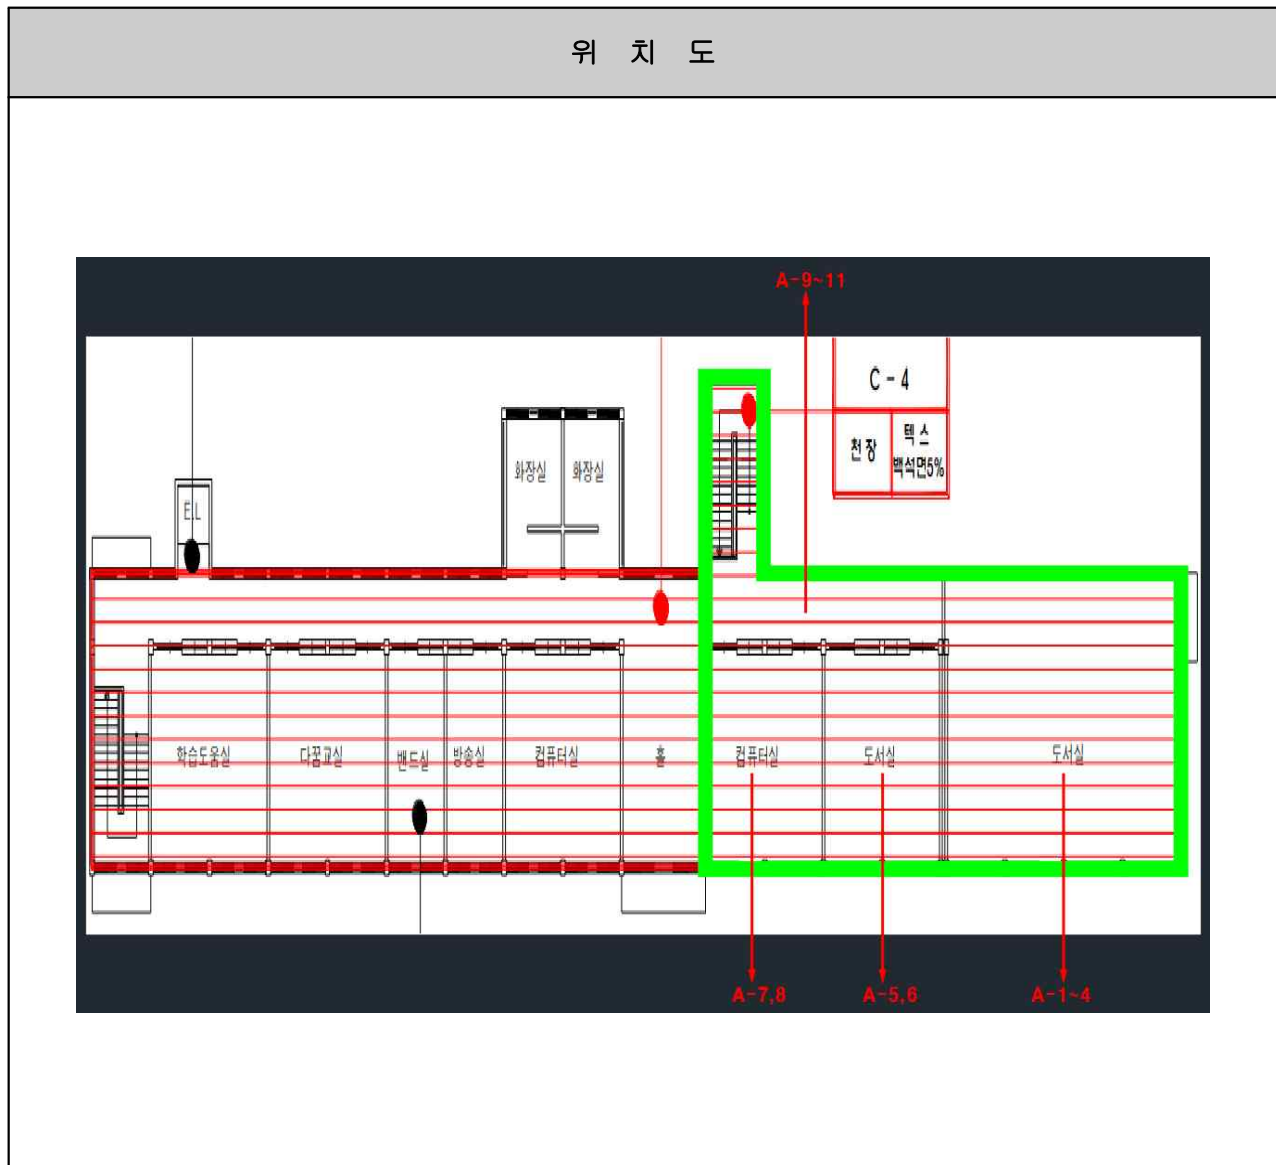 위 치 도
A-9~11
C - 4
천장
텍스
백석면5%
화장실
화장실
E.L
학습도움실
다꿈교실
밴드실
방송실
컴퓨터실
홀
컴퓨터실
도서실
도서실
A-7,8
A-5,6
A-1~4